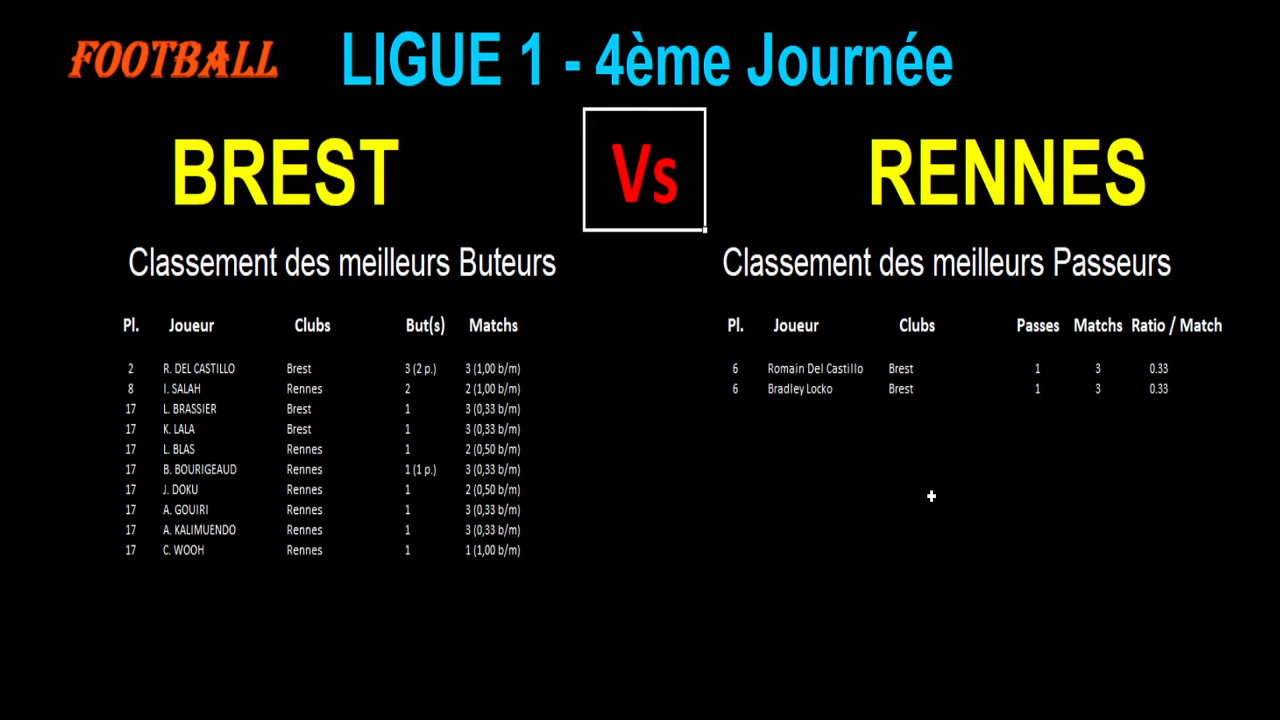 FOOTBALL LIGUE 1 - 4ème Journée
BREST Vs RENNES
Classement des meilleurs Buteurs
Pl. Joueur Clubs But(s) Matchs
2 R. DEL CASTILLO Brest 3 (2 p.) 3 (1,00 b/m)
8 I. SALAH Rennes 2 2 (1,00 b/m)
17 L. BRASSIER Brest 1 3 (0,33 b/m)
17 K. LALA Brest 1 3 (0,33 b/m)
17 L. BLAS Rennes 1 2 (0,50 b/m)
17 B. BOURIGEAUD Rennes 1 (1 p.) 3 (0,33 b/m)
17 J. DOKU Rennes 1 2 (0,50 b/m)
17 A. GOUIRI Rennes 1 3 (0,33 b/m)
17 A. KALIMUENDO Rennes 1 3 (0,33 b/m)
17 C. WOOH Rennes 1 1 (1,00 b/m)
Classement des meilleurs Passeurs
Pl. Joueur Clubs Passes Matchs Ratio / Match
6 Romain Del Castillo Brest 1 3 0.33
6 Bradley Locko Brest 1 3 0.33